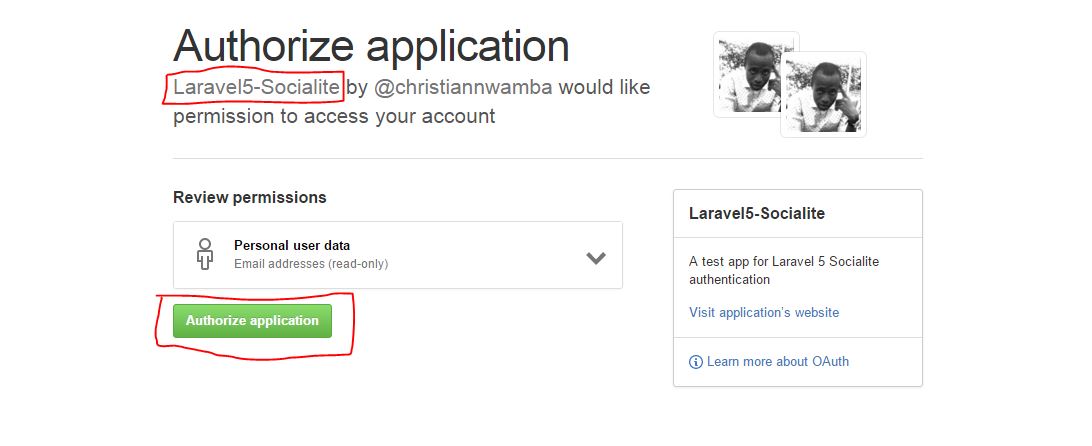 Authorize application
Laravel5-Socialite by @christiannwamba would like
permission to access your account
Review permissions
Personal user data
Email addresses (read-only)
Authorize application
Laravel5-Socialite
A test app for Laravel 5 Socialite
authentication
Visit application's website
Learn more about OAuth